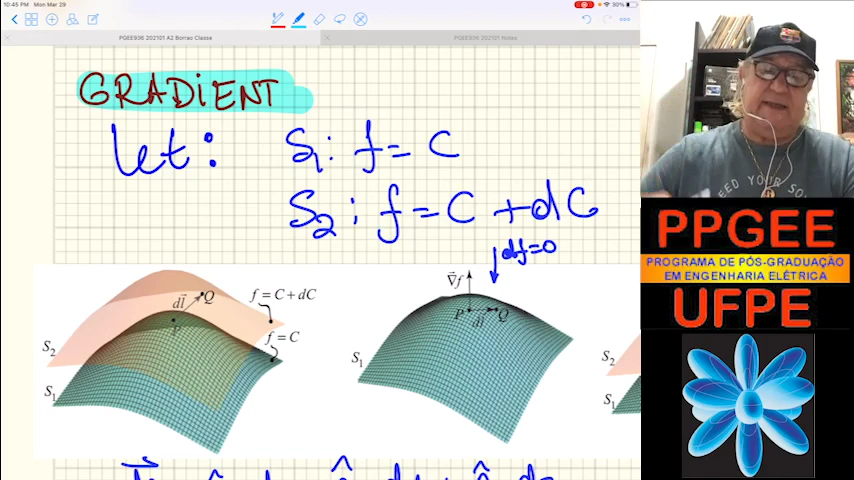 10:45 PM Mon Mar 29
30%
PGEE936 202101 A2 Borrao Classe
PGEE936 202101 Notes
GRADIENT
Let: S₁: f = C
S₂: f = C + dC
df=0
∇f
dl Q
f = C + dC
P Q
dl
f = C
S₂
S₁
S₁
S₂
S₁
PPGEE
PROGRAMA DE PÓS-GRADUAÇÃO
EM ENGENHARIA ELÉTRICA
UFPE